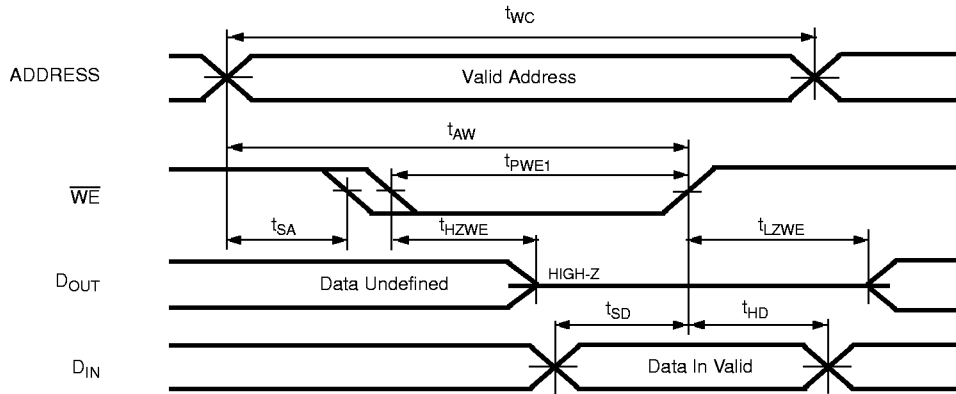 tWC
ADDRESS
Valid Address
tAW
tPWE1
WE
tSA
tHZWE
tLZWE
DOUT
Data Undefined
HIGH-Z
tSD
tHD
DIN
Data In Valid